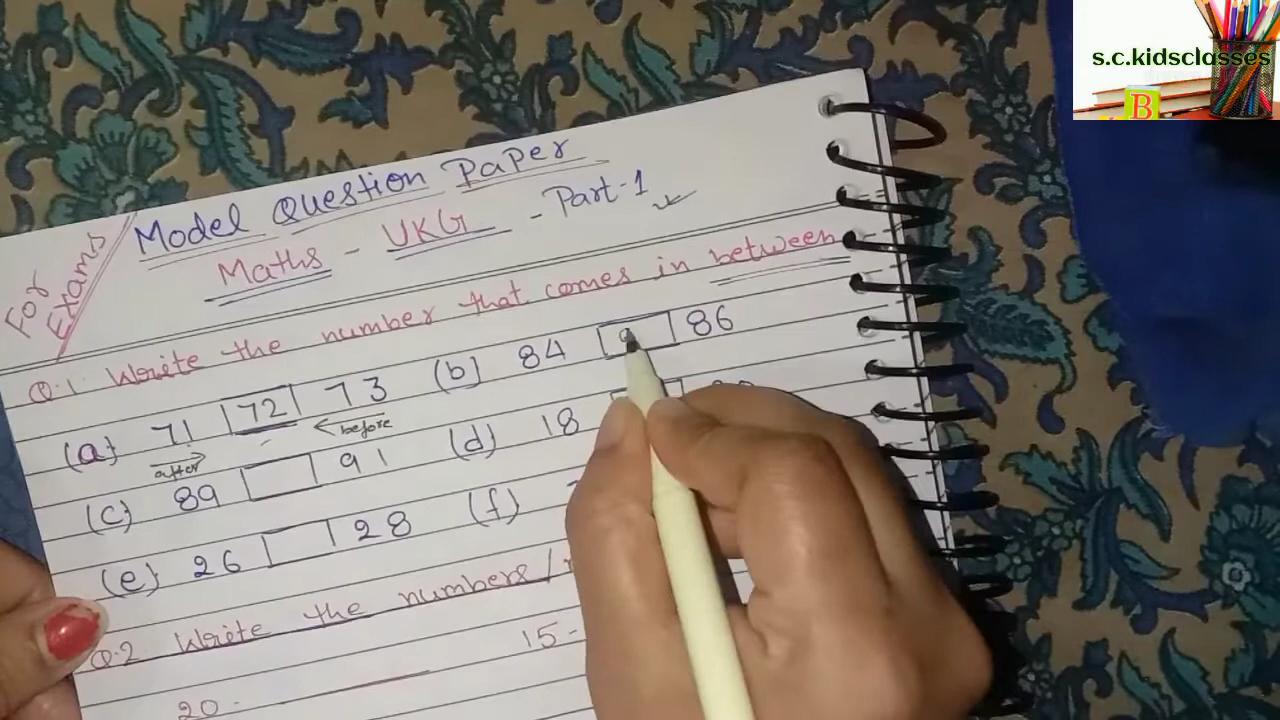 s.c.kidsclasses
B
For Exams
Model Question Paper
Maths - UKG - Part-1
Q.1. Write the number that comes in between
(a) 71 72 73 (b) 84 86
after before
(c) 89 91 (d) 18
(e) 26 28 (f)
Q.2. Write the numbers/
15-
20-